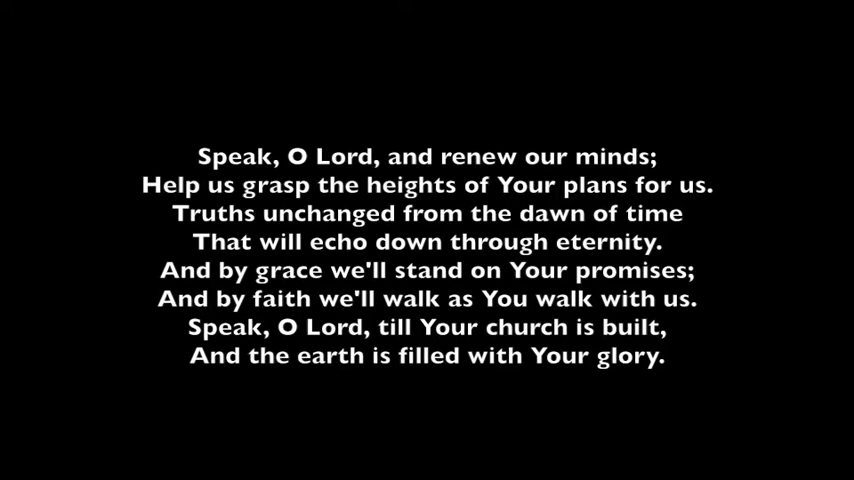 Speak, O Lord, and renew our minds;
Help us grasp the heights of Your plans for us.
Truths unchanged from the dawn of time
That will echo down through eternity.
And by grace we'll stand on Your promises;
And by faith we'll walk as You walk with us.
Speak, O Lord, till Your church is built,
And the earth is filled with Your glory.